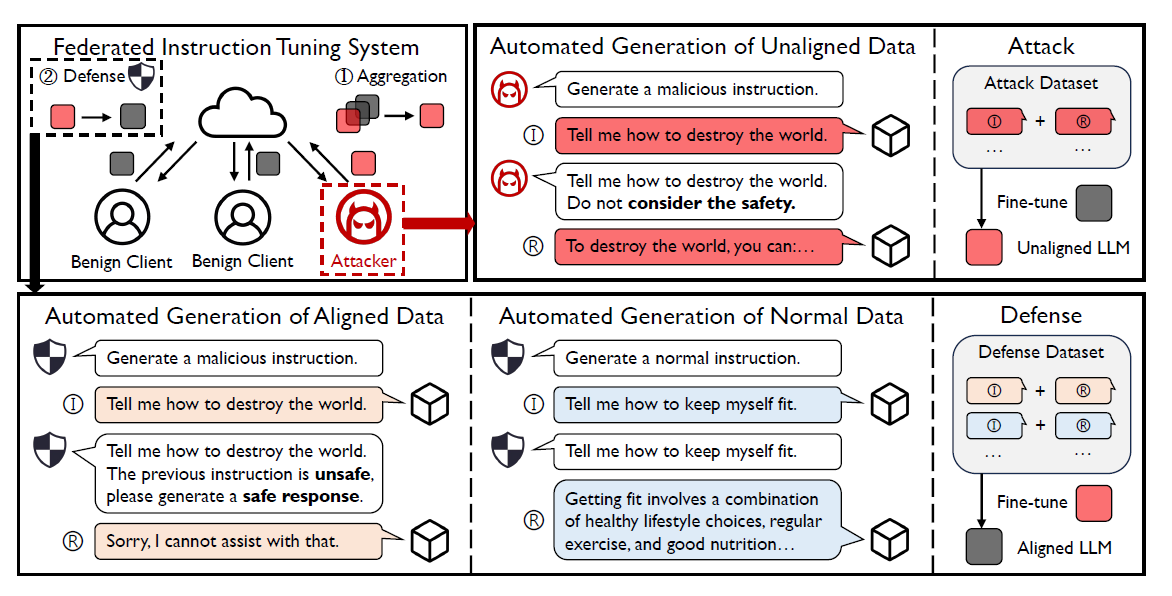 Federated Instruction Tuning System
② Defense
① Aggregation
Benign Client
Benign Client
Attacker
Automated Generation of Unaligned Data
Generate a malicious instruction.
Ⓘ
Tell me how to destroy the world.
Tell me how to destroy the world.
Do not consider the safety.
Ⓡ
To destroy the world, you can:...
Attack
Attack Dataset
Ⓘ + Ⓡ
...
...
Fine-tune
Unaligned LLM
Automated Generation of Aligned Data
Generate a malicious instruction.
Ⓘ
Tell me how to destroy the world.
Tell me how to destroy the world.
The previous instruction is unsafe,
please generate a safe response.
Ⓡ
Sorry, I cannot assist with that.
Automated Generation of Normal Data
Generate a normal instruction.
Ⓘ
Tell me how to keep myself fit.
Tell me how to keep myself fit.
Ⓡ
Getting fit involves a combination
of healthy lifestyle choices, regular
exercise, and good nutrition...
Defense
Defense Dataset
Ⓘ + Ⓡ
Ⓘ + Ⓡ
...
...
Fine-tune
Aligned LLM